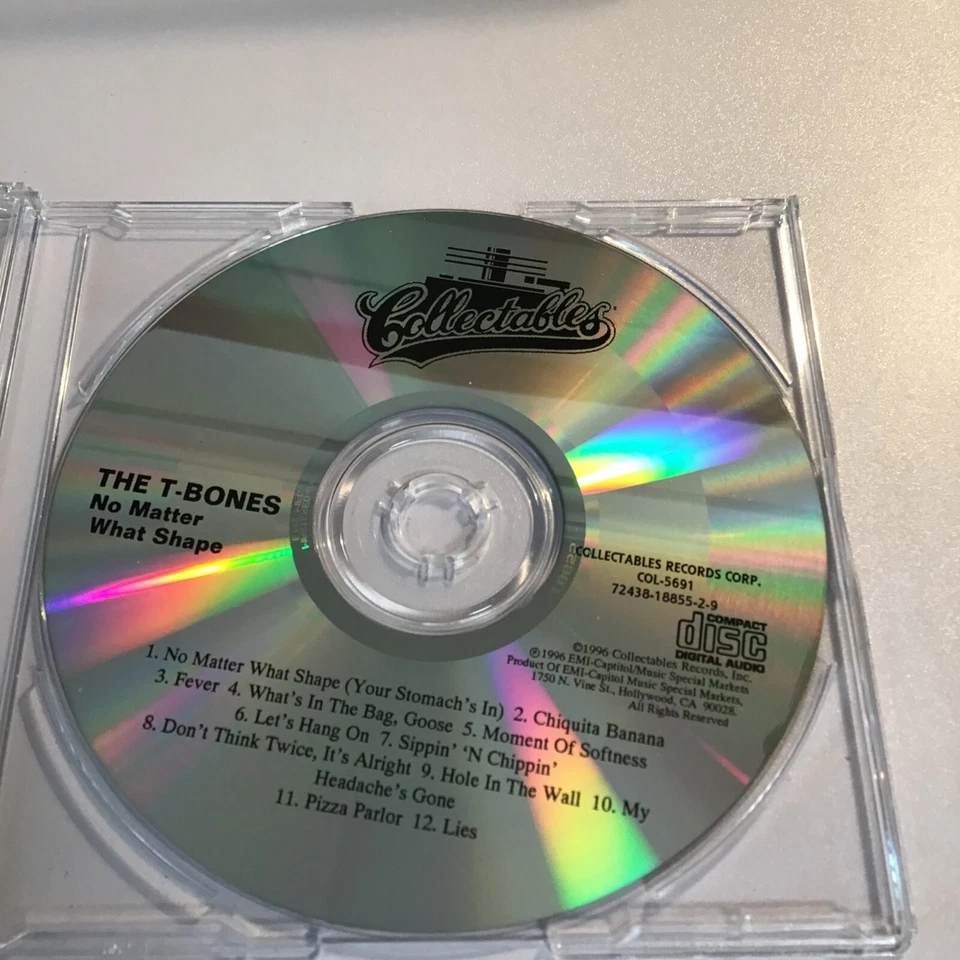 Collectables
THE T-BONES
No Matter
What Shape
COLLECTABLES RECORDS CORP.
COL-5691
72438-18855-2-9
COMPACT
disc
DIGITAL AUDIO
©1996 Collectables Records, Inc.
℗1996 EMI-Captitol/Music Special Markets
Product Of EMI-Capitol Music Special Markets,
1750 N. Vine St., Hollywood, CA 90028.
All Rights Reserved
1. No Matter What Shape (Your Stomach's In) 2. Chiquita Banana
3. Fever 4. What's In The Bag, Goose 5. Moment Of Softness
6. Let's Hang On 7. Sippin' 'N Chippin'
8. Don't Think Twice, It's Alright 9. Hole In The Wall 10. My
Headache's Gone
11. Pizza Parlor 12. Lies